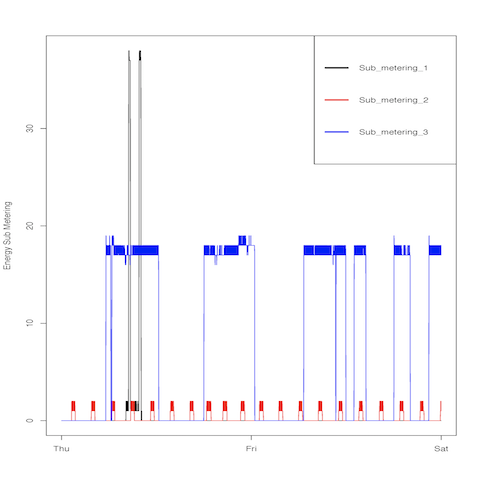 Sub_metering_1
Sub_metering_2
Sub_metering_3
Energy Sub Metering
30
20
10
0
Thu Fri Sat